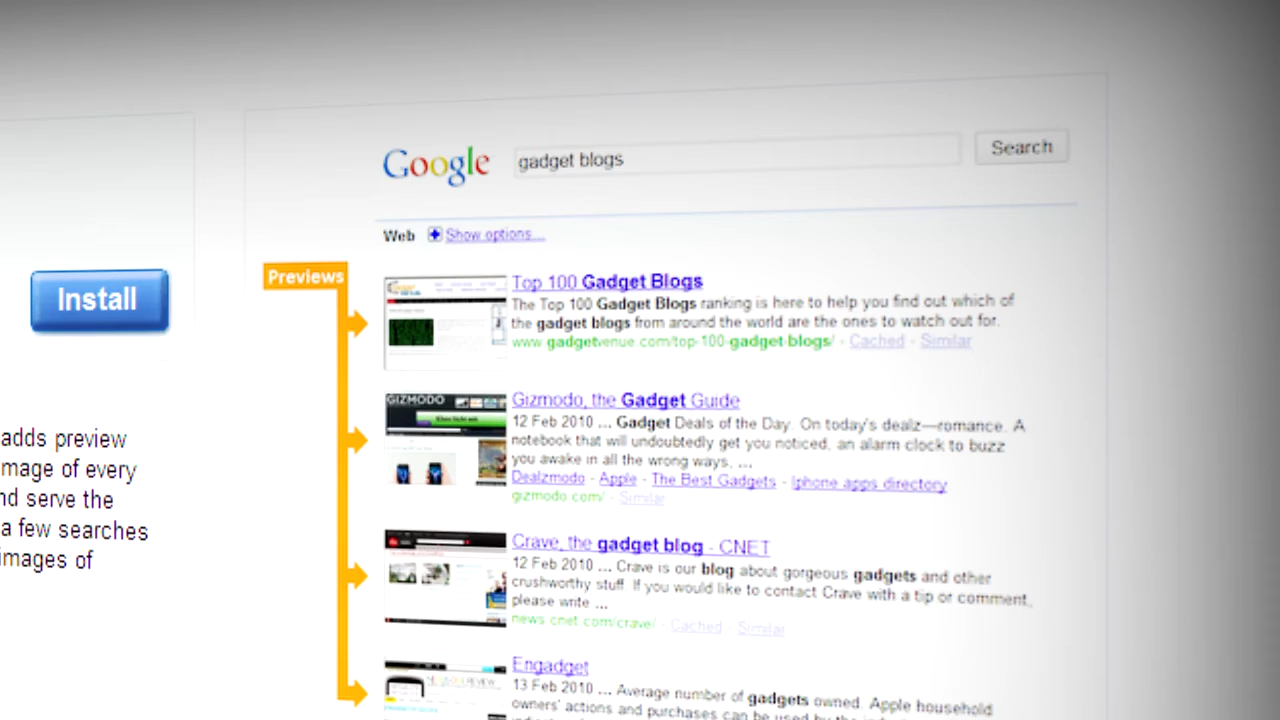 Google
gadget blogs
Search
Web
Show options...
Previews
Install
Top 100 Gadget Blogs
The Top 100 Gadget Blogs ranking is here to help you find out which of
the gadget blogs from around the world are the ones to watch out for.
www.gadgetvenue.com/top-100-gadget-blogs/ - Cached - Similar
GIZMODO
Gizmodo, the Gadget Guide
12 Feb 2010 ... Gadget Deals of the Day. On today's dealz—romance. A
notebook that will undoubtedly get you noticed, an alarm clock to buzz
you awake in all the wrong ways, ...
Dealzmodo - Apple - The Best Gadgets - Iphone apps directory
gizmodo.com/ - Similar
adds preview
mage of every
nd serve the
a few searches
images of
Crave, the gadget blog - CNET
12 Feb 2010 ... Crave is our blog about gorgeous gadgets and other
crushworthy stuff. If you would like to contact Crave with a tip or comment,
please write ...
news.cnet.com/crave/ - Cached - Similar
Engadget
13 Feb 2010 ... Average number of gadgets owned. Apple household
owners' actions and purchases can be used by the